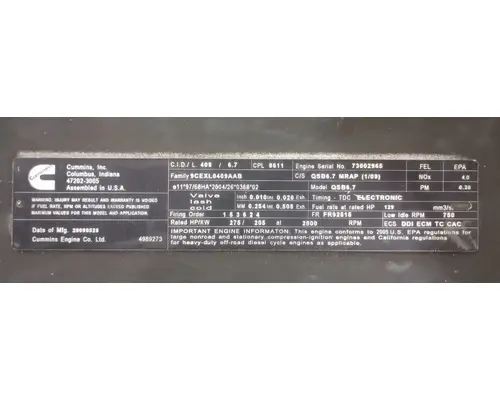 Cummins
Cummins, Inc.
Columbus, Indiana
47202-3005
Assembled in U.S.A.
WARNING
INJURY MAY RESULT AND WARRANTY IS VOIDED
IF FUEL RATE, RPM OR ALTITUDES EXCEED PUBLISHED
MAXIMUM VALUES FOR THIS MODEL AND APPLICATION.
Date of Mfg. 20090325
Cummins Engine Co. Ltd. 4989273
C.I.D./ L 408 / 6.7 CPL 8611 Engine Serial No. 73002965 FEL EPA
Family 9CEXL0409AAB C/S QSB6.7 MRAP (1/09) NOx 4.0
e11*97/68HA*2004/26*0368*02 Model QSB6.7 PM
Valve lash Inch 0.010 Int 0.020 Exh Timing - TDC ELECTRONIC
MM 0.254 Int 0.508 Exh Fuel rate at rated HP 129 mm3/s
Firing Order 1 5 3 6 2 4 FR FR92616 Low Idle RPM 750
Rated HP/KW 275 / 205 at RPM ECS DDI ECM TC CAC
IMPORTANT ENGINE INFORMATION: This engine conforms to 2005 U.S. EPA regulations for
large nonroad and stationary compression-ignition engines and California regulations
for heavy-duty off-road diesel cycle engines as applicable.